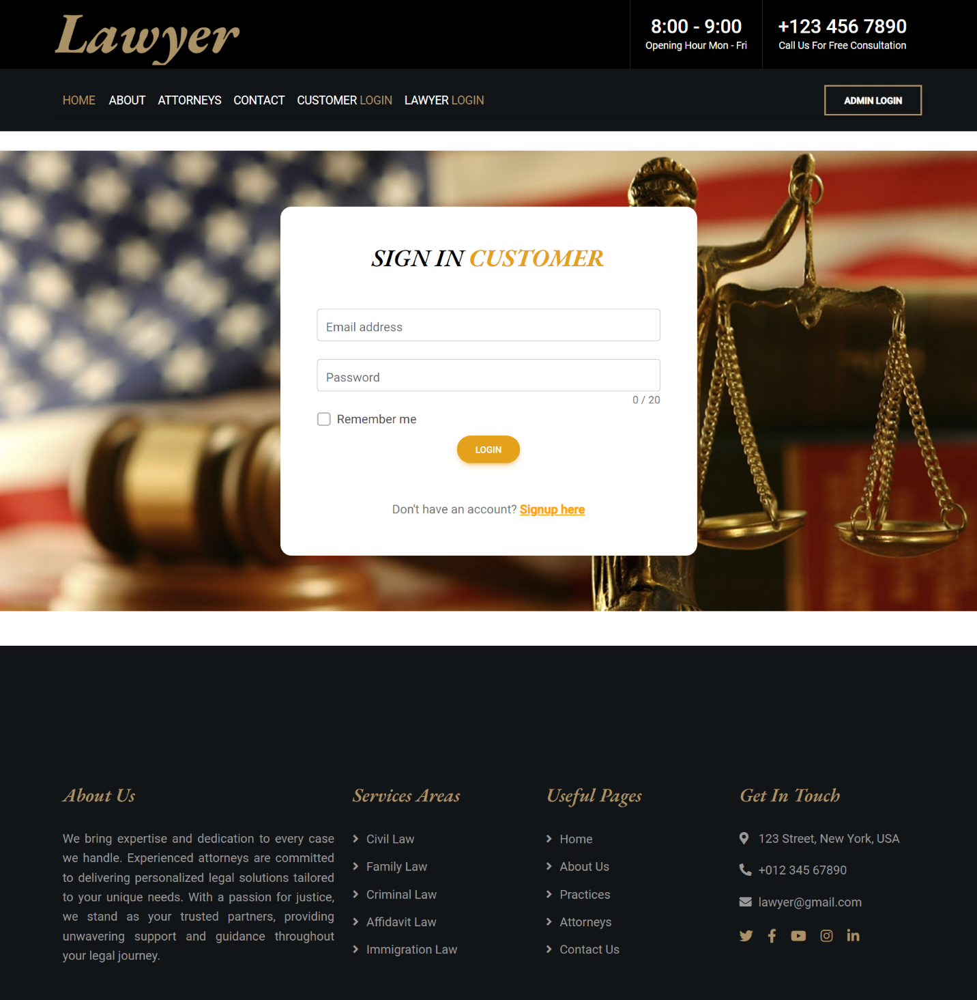 Lawyer
8:00 - 9:00
Opening Hour Mon - Fri
+123 456 7890
Call Us For Free Consultation
HOME ABOUT ATTORNEYS CONTACT CUSTOMER LOGIN LAWYER LOGIN
ADMIN LOGIN
SIGN IN CUSTOMER
Email address
Password
0 / 20
Remember me
LOGIN
Don't have an account? Signup here
About Us
We bring expertise and dedication to every case
we handle. Experienced attorneys are committed
to delivering personalized legal solutions tailored
to your unique needs. With a passion for justice,
we stand as your trusted partners, providing
unwavering support and guidance throughout
your legal journey.
Services Areas
Civil Law
Family Law
Criminal Law
Affidavit Law
Immigration Law
Useful Pages
Home
About Us
Practices
Attorneys
Contact Us
Get In Touch
123 Street, New York, USA
+012 345 67890
lawyer@gmail.com